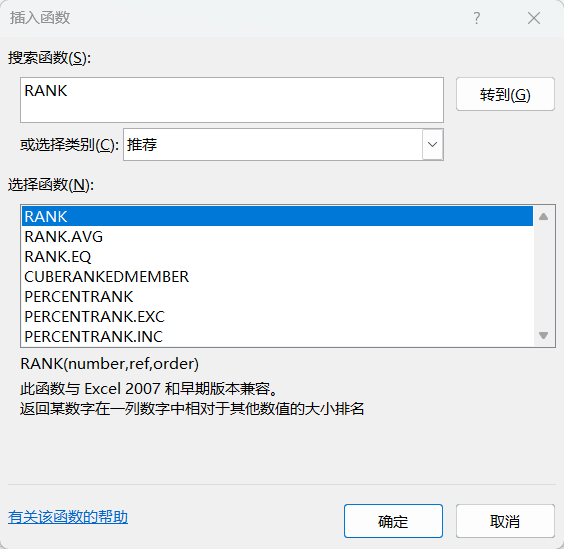 插入函数
?
搜索函数(S):
RANK
转到(G)
或选择类别(C): 推荐
选择函数(N):
RANK
RANK.AVG
RANK.EQ
CUBERANKEDMEMBER
PERCENTRANK
PERCENTRANK.EXC
PERCENTRANK.INC
RANK(number,ref,order)
此函数与 Excel 2007 和早期版本兼容。
返回某数字在一列数字中相对于其他数值的大小排名
有关该函数的帮助
确定
取消